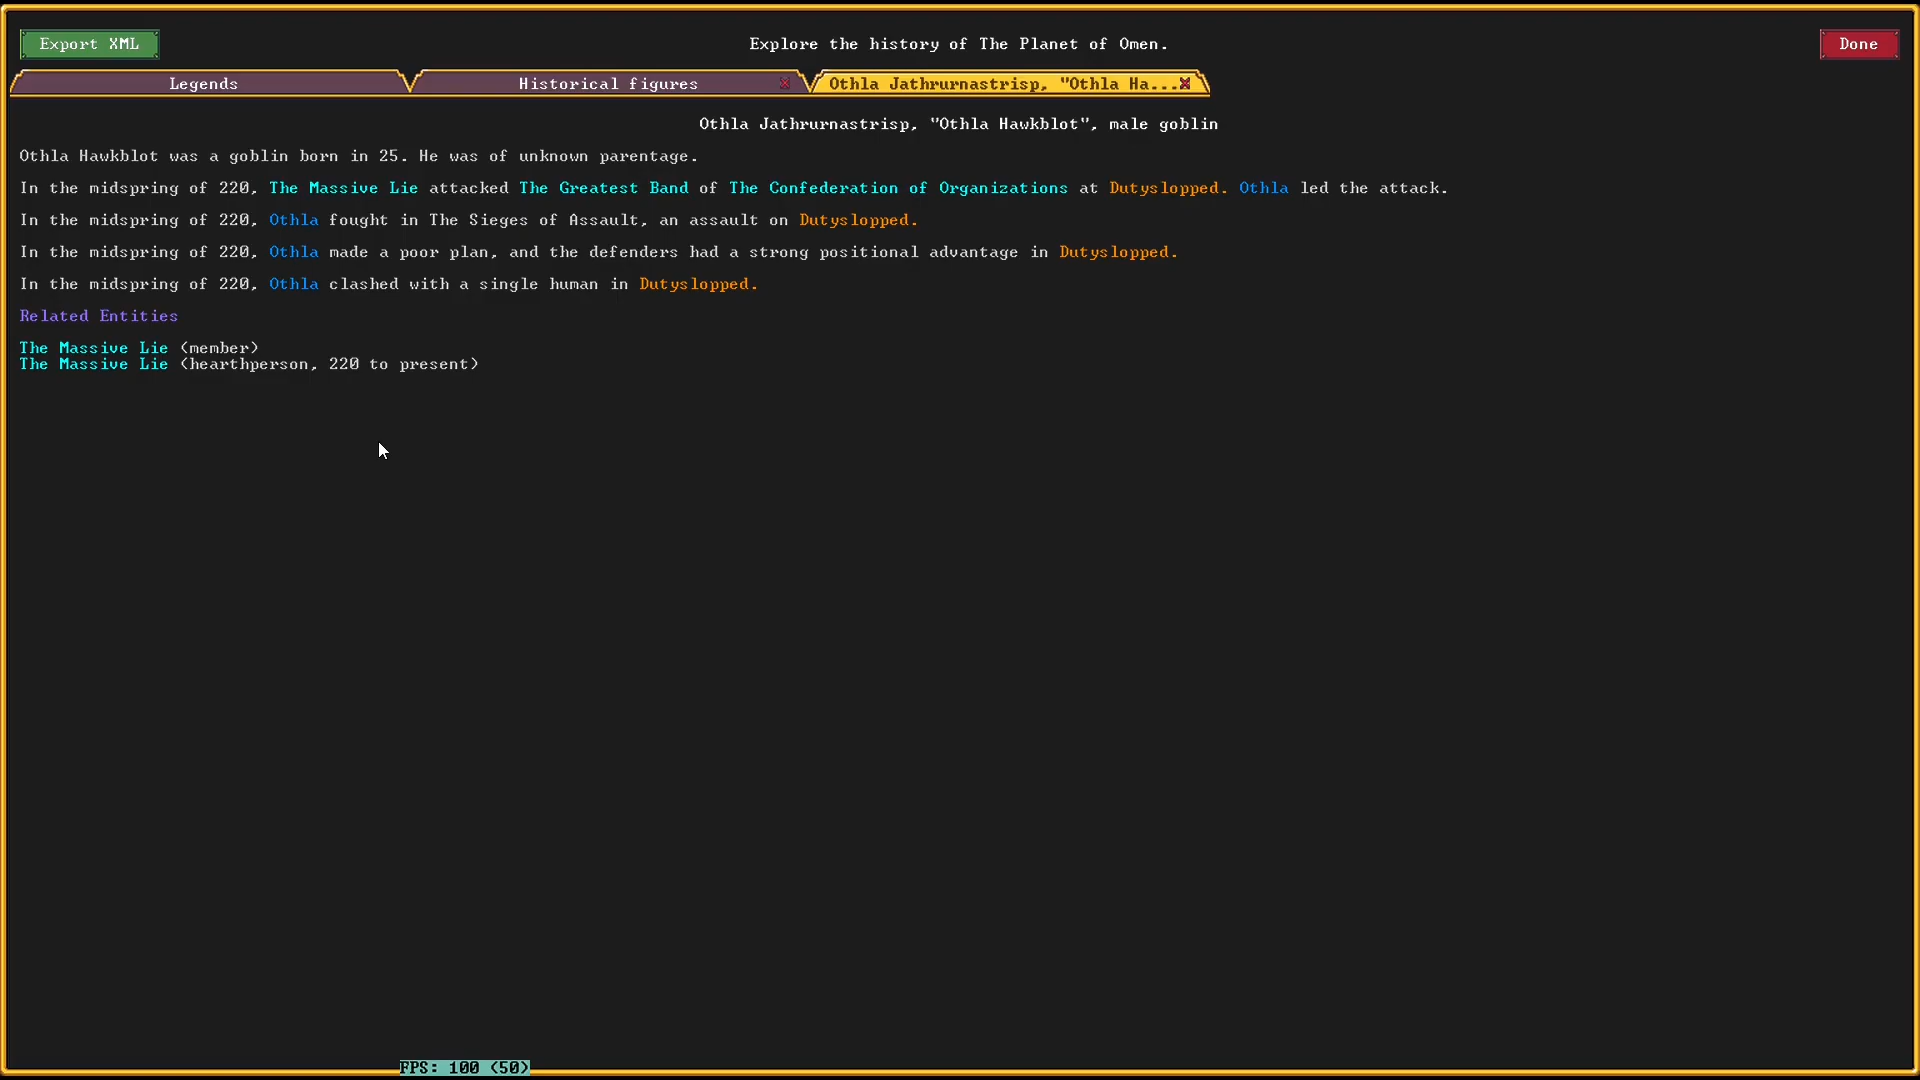 Export XML
Explore the history of The Planet of Omen.
Done
Legends
Historical figures
Othla Jathrurnastrisp, "Othla Ha...
Othla Jathrurnastrisp, "Othla Hawkblot", male goblin
Othla Hawkblot was a goblin born in 25. He was of unknown parentage.
In the midspring of 220, The Massive Lie attacked The Greatest Band of The Confederation of Organizations at Dutyslopped. Othla led the attack.
In the midspring of 220, Othla fought in The Sieges of Assault, an assault on Dutyslopped.
In the midspring of 220, Othla made a poor plan, and the defenders had a strong positional advantage in Dutyslopped.
In the midspring of 220, Othla clashed with a single human in Dutyslopped.
Related Entities
The Massive Lie (member)
The Massive Lie (hearthperson, 220 to present)
FPS: 100 (50)